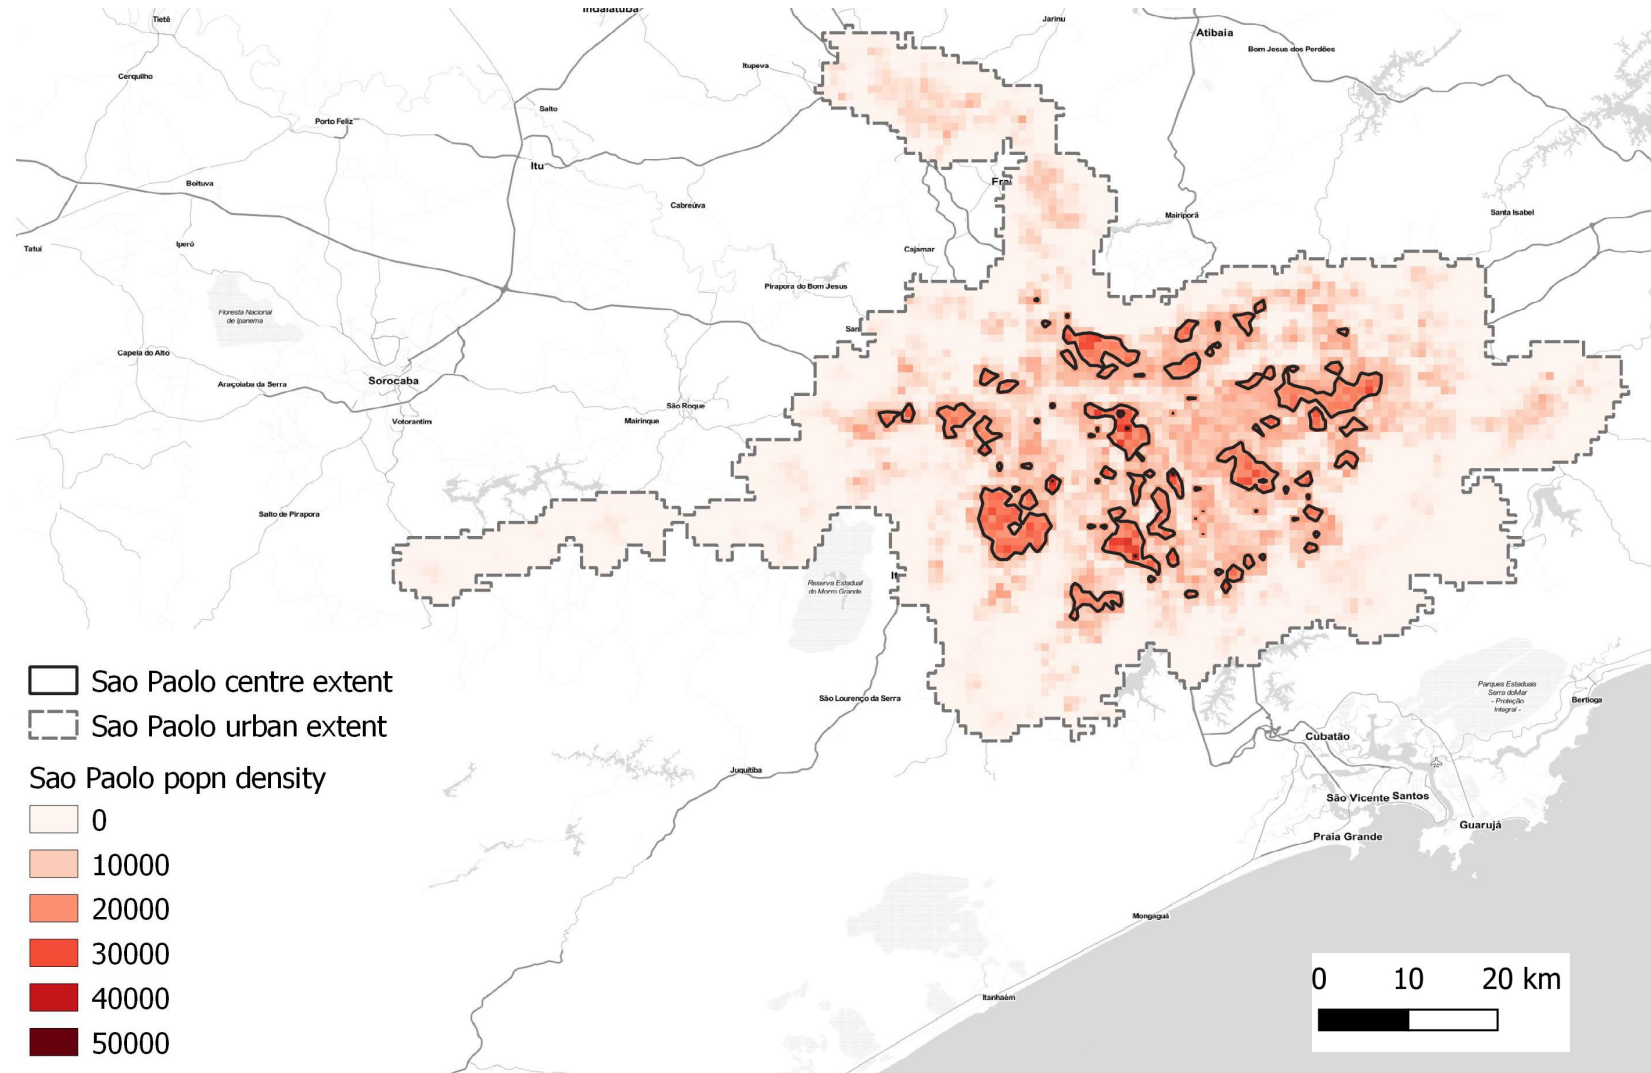 Indaiatuba
Tietê
Jarinu
Atibaia
Bom Jesus dos Perdões
Cerquilho
Itupeva
Salto
Porto Feliz
Itu
Boituva
Cabreúva
Mairiporã
Santa Isabel
Tatuí
Iperó
Cajamar
Pirapora do Bom Jesus
Floresta Nacional
de Ipanema
San
Capela do Alto
Araçoiaba da Serra
Sorocaba
São Roque
Votorantim
Mairinque
Salto de Pirapora
Reserva Estadual
do Morro Grande
It
São Lourenço da Serra
Parques Estaduais
Serra doMar
- Proteção
Integral -
Bertioga
Cubatão
Juquitiba
São Vicente
Santos
Guarujá
Praia Grande
Mongaguá
Itanhaém
Sao Paolo centre extent
Sao Paolo urban extent
Sao Paolo popn density
0
10000
20000
30000
40000
50000
0 10 20 km